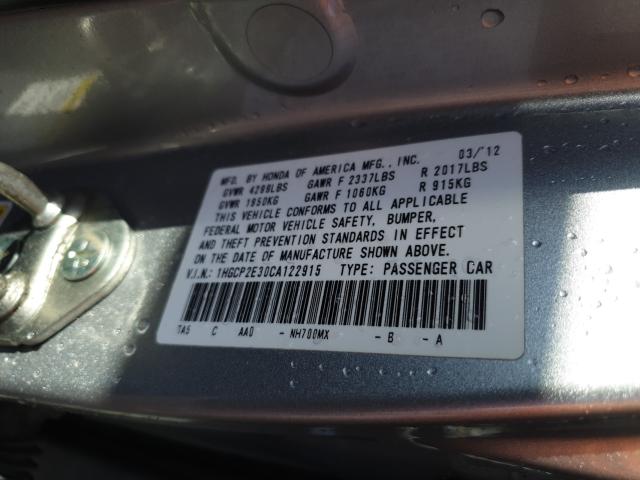 MFD. BY HONDA OF AMERICA MFG., INC. 03/'12
GVWR 4298LBS GAWR F 2337LBS R 2017LBS
GVWR 1950KG GAWR F 1060KG R 915KG
THIS VEHICLE CONFORMS TO ALL APPLICABLE
FEDERAL MOTOR VEHICLE SAFETY, BUMPER,
AND THEFT PREVENTION STANDARDS IN EFFECT
ON THE DATE OF MANUFACTURE SHOWN ABOVE.
V.I.N.: 1HGCP2E30CA122915 TYPE: PASSENGER CAR
TA5 C AA0 - NH700MX - B - A